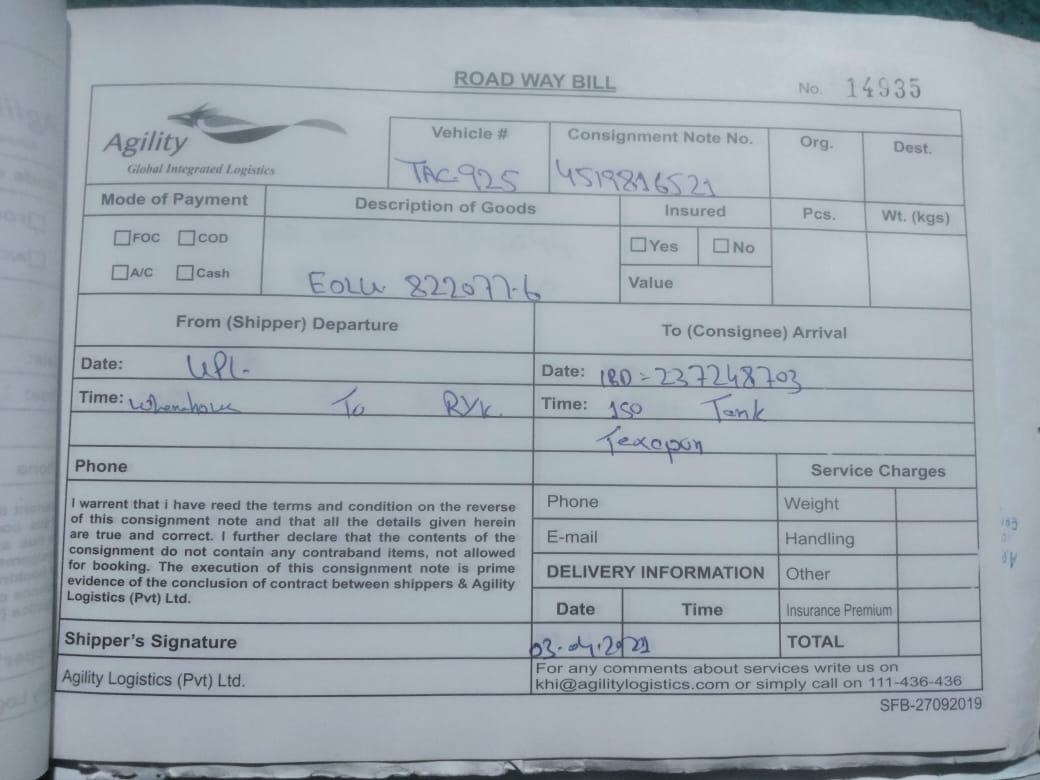 ROAD WAY BILL
No. 14935
Agility
Global Integrated Logistics
Vehicle #
TAC-925
Consignment Note No.
4519816521
Org.
Dest.
Mode of Payment
FOC COD
A/C Cash
Description of Goods
EOLU 822077-6
Insured
Yes No
Value
Pcs.
Wt. (kgs)
From (Shipper) Departure
To (Consignee) Arrival
Date: UPL.
Date: IBD = 237248703
Time: To RYK
Time: ISO Tank
Texapon
Phone
Service Charges
I warrent that i have reed the terms and condition on the reverse
of this consignment note and that all the details given herein
are true and correct. I further declare that the contents of the
consignment do not contain any contraband items, not allowed
for booking. The execution of this consignment note is prime
evidence of the conclusion of contract between shippers & Agility
Logistics (Pvt) Ltd.
Phone
Weight
E-mail
Handling
DELIVERY INFORMATION
Other
Date Time
Insurance Premium
Shipper's Signature
03-04-2021
TOTAL
Agility Logistics (Pvt) Ltd.
For any comments about services write us on
khi@agilitylogistics.com or simply call on 111-436-436
SFB-27092019